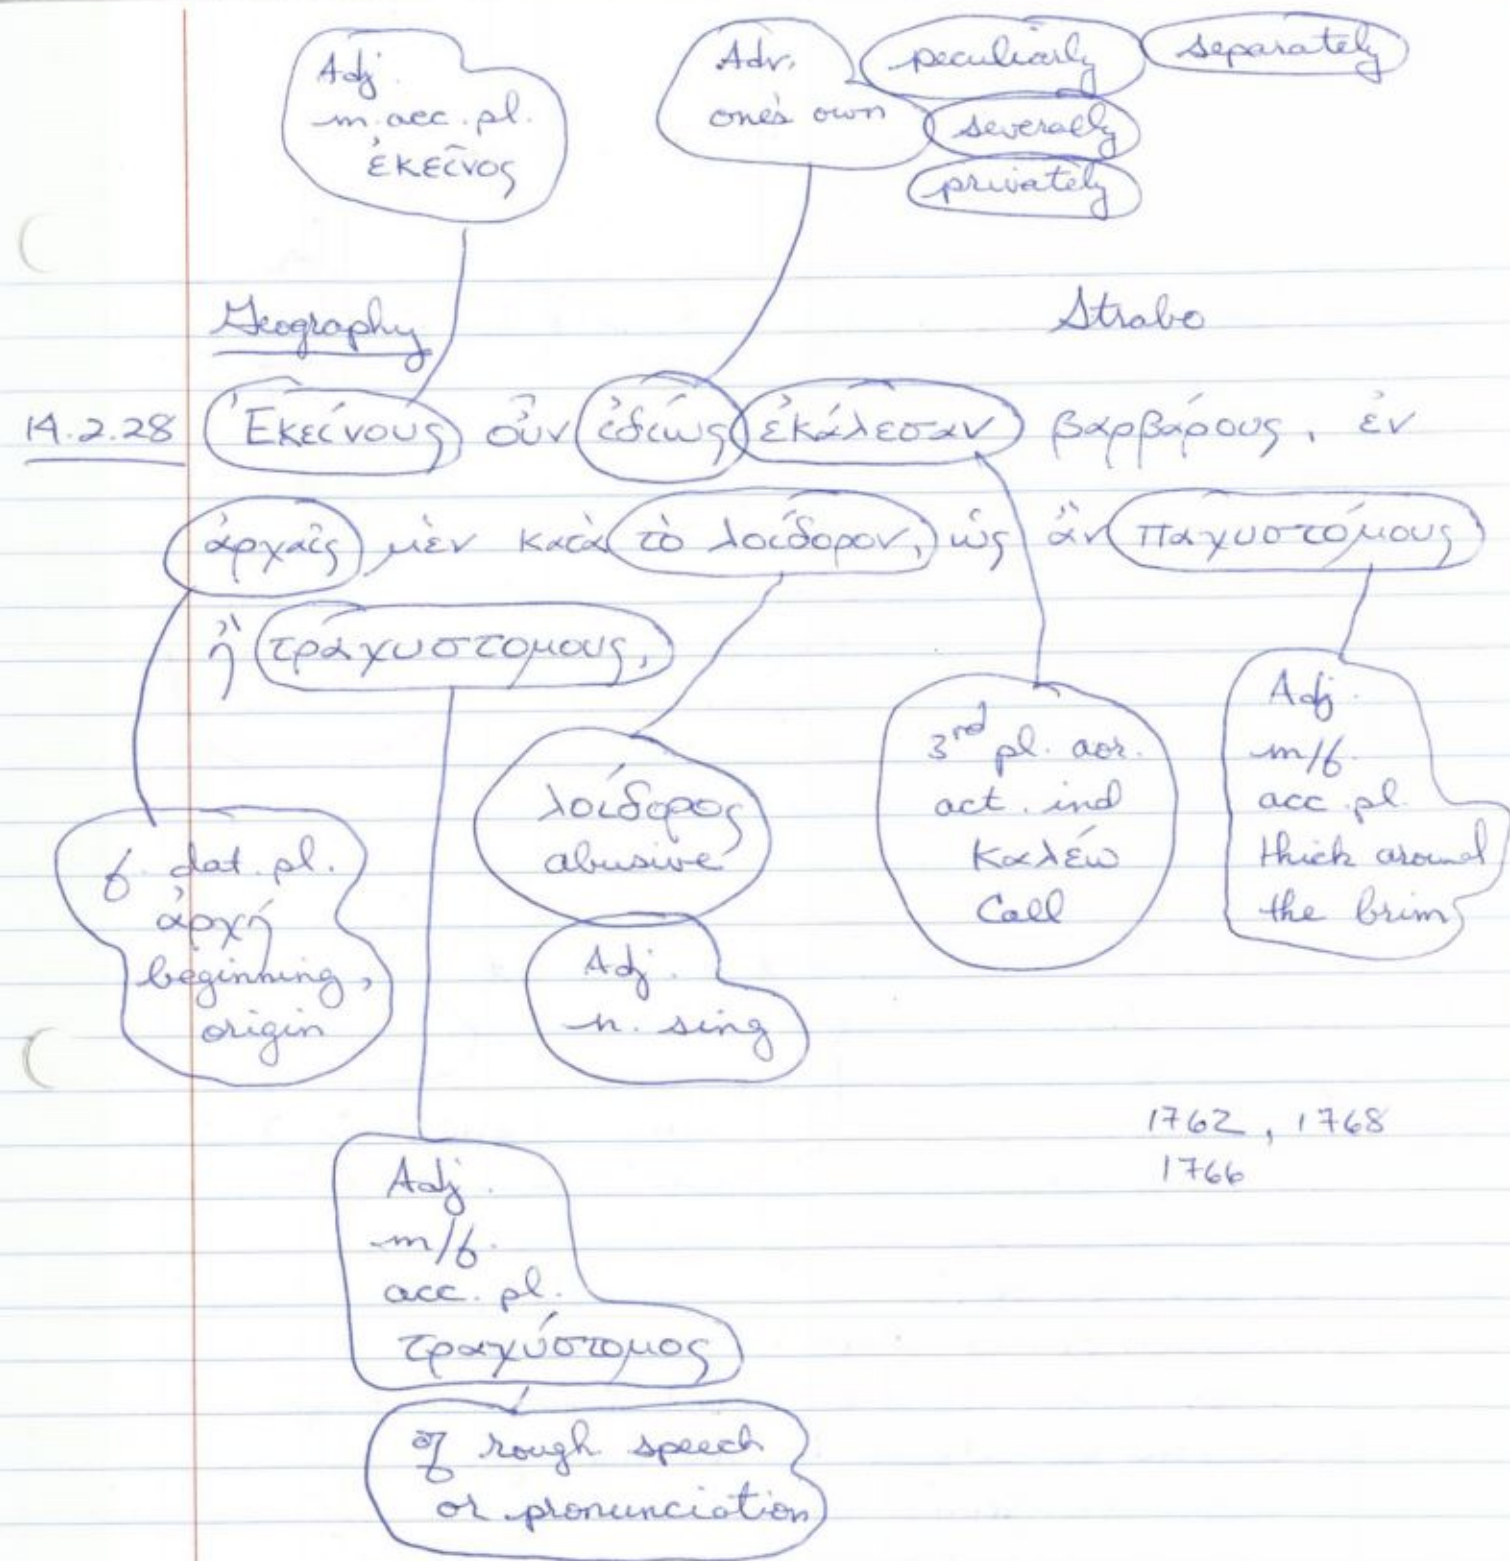 Adj.
m. acc. pl.
ἐκεῖνος
Adv.
one's own
peculiarly
separately
severally
privately
Geography
Strabo
14.2.28 Ἐκείνους οὖν ἰδίως ἐκάλεσαν βαρβάρους, ἐν
ἀρχαῖς μὲν κατὰ τὸ λοίδορον, ὡς ἂν παχυστόμους
ἢ τραχυστομους,
f. dat. pl.
ἀρχή
beginning,
origin
λοίδορος
abusive
Adj.
n. sing
3rd pl. aor.
act. ind
καλέω
Call
Adj.
m/f.
acc. pl.
thick around
the brim
1762, 1768
1766
Adj.
m/f.
acc. pl.
τραχύστομος
of rough speech
or pronunciation